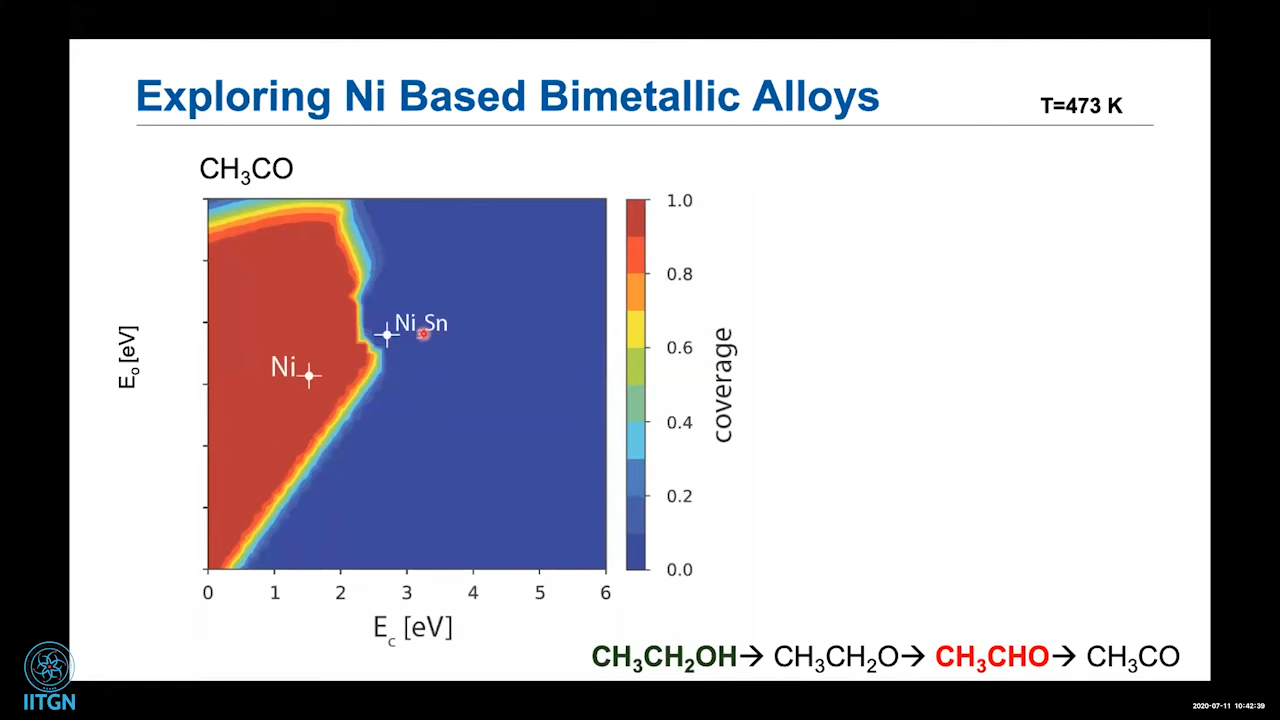 Exploring Ni Based Bimetallic Alloys
T=473 K
CH₃CO
1.0
0.8
0.6
0.4
0.2
0.0
coverage
E₀ [eV]
Ni Sn
Ni
0 1 2 3 4 5 6
E_c [eV]
CH₃CH₂OH→ CH₃CH₂O→ CH₃CHO→ CH₃CO
IITGN
2020-07-11 10:42:39